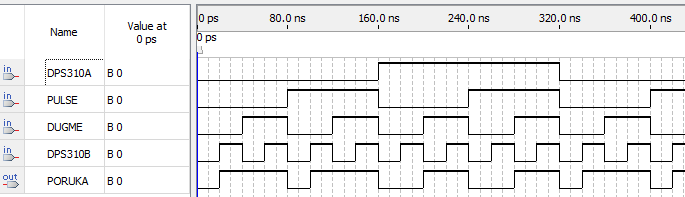 Name
Value at
0 ps
0 ps 80.0 ns 160.0 ns 240.0 ns 320.0 ns 400.0 ns
0 ps
in DPS310A B 0
in PULSE B 0
in DUGME B 0
in DPS310B B 0
out PORUKA B 0